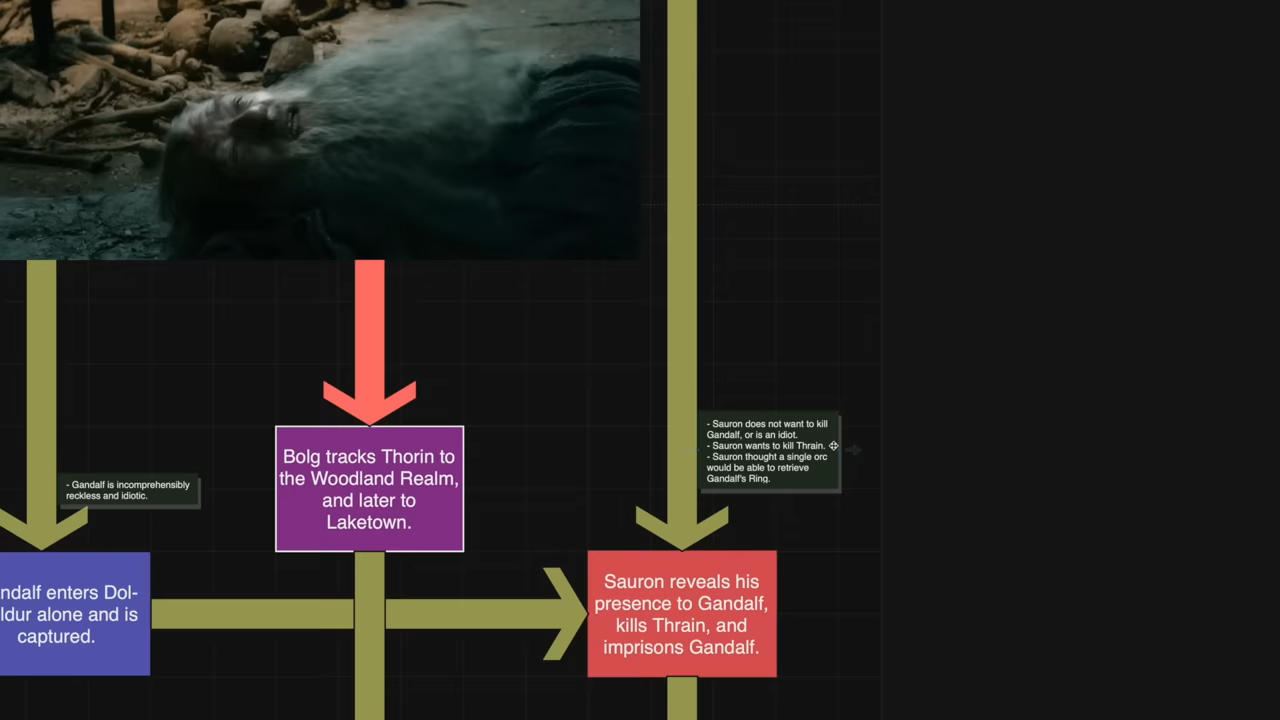 - Sauron does not want to kill
Gandalf, or is an idiot.
- Sauron wants to kill Thrain.
- Sauron thought a single orc
would be able to retrieve
Gandalf's Ring.
Bolg tracks Thorin to
the Woodland Realm,
and later to
Laketown.
- Gandalf is incomprehensibly
reckless and idiotic.
ndalf enters Dol-
ldur alone and is
captured.
Sauron reveals his
presence to Gandalf,
kills Thrain, and
imprisons Gandalf.